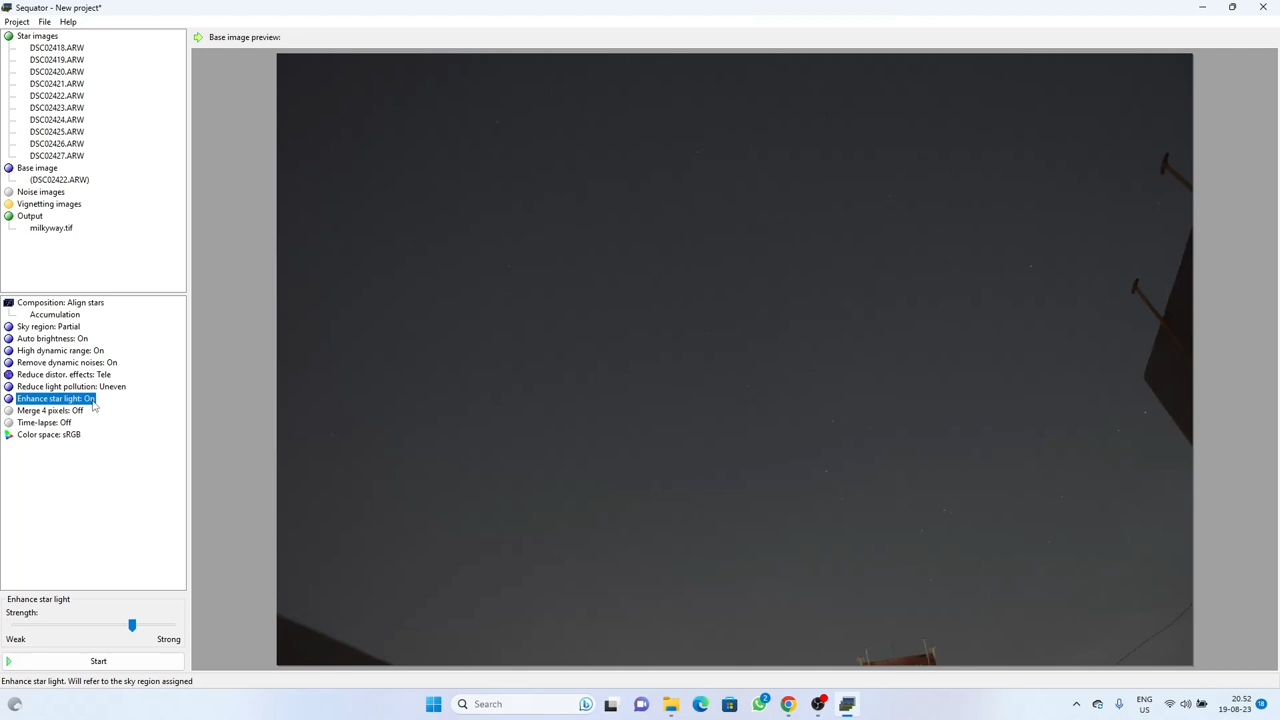 Sequator - New project*
Project File Help
Star images
DSC02418.ARW
DSC02419.ARW
DSC02420.ARW
DSC02421.ARW
DSC02422.ARW
DSC02423.ARW
DSC02424.ARW
DSC02425.ARW
DSC02426.ARW
DSC02427.ARW
Base image
(DSC02422.ARW)
Noise images
Vignetting images
Output
milkyway.tif
Composition: Align stars
Accumulation
Sky region: Partial
Auto brightness: On
High dynamic range: On
Remove dynamic noises: On
Reduce distor. effects: Tele
Reduce light pollution: Uneven
Enhance star light: On
Merge 4 pixels: Off
Time-lapse: Off
Color space: sRGB
Enhance star light
Strength:
Weak Strong
Start
Enhance star light. Will refer to the sky region assigned
Base image preview:
Search
2
ENG
US
20.52
19-08-23
18